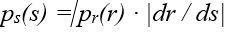 pₛ(s) = pᵣ(r) · |dr / ds|